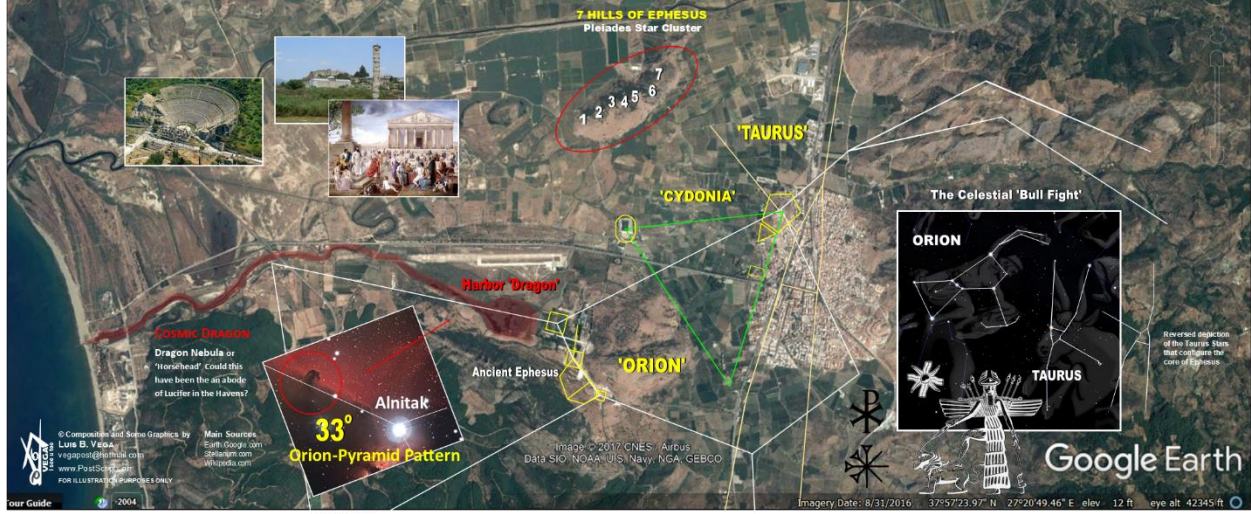 7 HILLS OF EPHESUS
Pleiades Star Cluster
1 2 3 4 5 6 7
'TAURUS'
'CYDONIA'
The Celestial 'Bull Fight'
ORION
TAURUS
Reversed depiction
of the Taurus Stars
that configure the
core of Ephesus
Harbor 'Dragon'
'ORION'
Ancient Ephesus
COSMIC DRAGON
Dragon Nebula or
'Horsehead' Could this
have been the an abode
of Lucifer in the Havens?
Alnitak
33°
Orion-Pyramid Pattern
VEGA
© Composition and Some Graphics by
LUIS B. VEGA
vegapost@hotmail.com
FOR ILLUSTRATION PURPOSES ONLY
Main Sources
Earth.Google.com
Stellarium.com
Wikipedia.com
Image © 2017 CNES / Airbus
Data SIO, NOAA, U.S. Navy, NGA, GEBCO
Google Earth
Tour Guide
2004
Imagery Date: 8/31/2016 37°57'23.97" N 27°20'49.46" E elev 12 ft eye alt 42345 ft